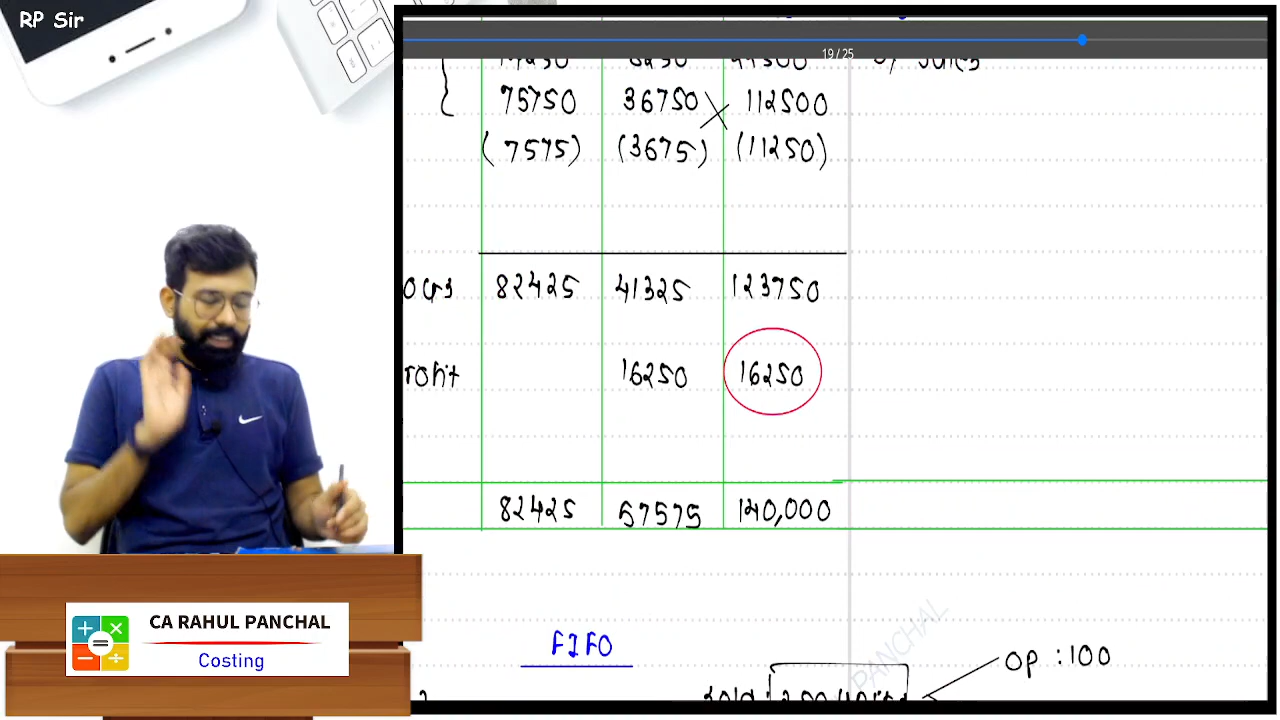 RP Sir
19 / 25
75750 36750 112500
(7575) (3675) (11250)
82425 41325 123750
16250 16250
82425 57575 140,000
FIFO
PANCHAL
OP : 100
CA RAHUL PANCHAL
Costing